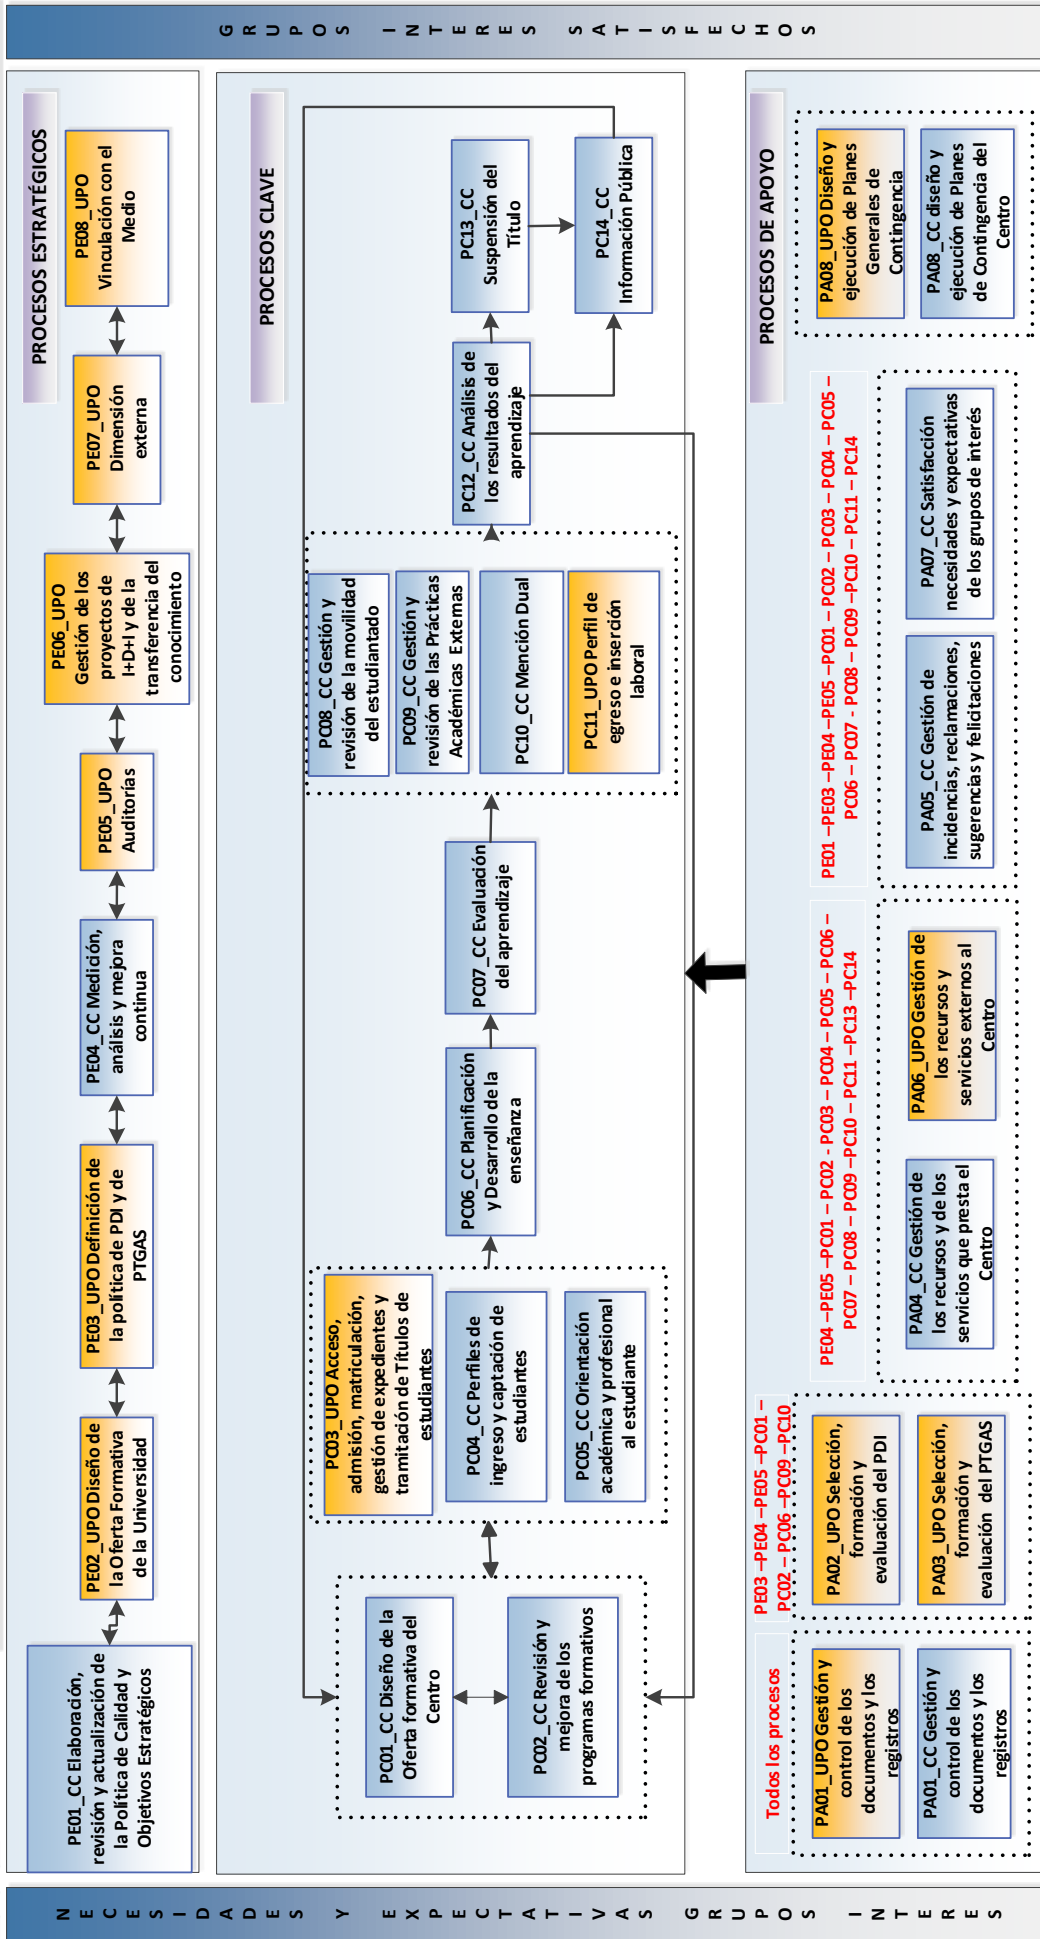 NECESIDADES Y EXPECTATIVAS GRUPOS INTERES
PROCESOS ESTRATÉGICOS
PE01_CC Elaboración,
revisión y actualización de
la Política de Calidad y
Objetivos Estratégicos
PE02_UPO Diseño de
la Oferta Formativa
de la Universidad
PE03_UPO Definición de
la política de PDI y de
PTGAS
PE04_CC Medición,
análisis y mejora
continua
PE05_UPO
Auditorías
PE06_UPO
Gestión de los
proyectos de
I+D+I y de la
transferencia del
conocimiento
PE07_UPO
Dimensión
externa
PE08_UPO
Vinculación con el
Medio
PROCESOS CLAVE
PC01_CC Diseño de la
Oferta formativa del
Centro
PC02_CC Revisión y
mejora de los
programas formativos
PC03_UPO Acceso,
admisión, matriculación,
gestión de expedientes y
tramitación de Títulos de
estudiantes
PC04_CC Perfiles de
ingreso y captación de
estudiantes
PC05_CC Orientación
académica y profesional
al estudiante
PC06_CC Planificación
y Desarrollo de la
enseñanza
PC07_CC Evaluación
del aprendizaje
PC08_CC Gestión y
revisión de la movilidad
del estudiantado
PC09_CC Gestión y
revisión de las Prácticas
Académicas Externas
PC10_CC Mención Dual
PC11_UPO Perfil de
egreso e inserción
laboral
PC12_CC Análisis de
los resultados del
aprendizaje
PC13_CC
Suspensión del
Título
PC14_CC
Información Pública
PROCESOS DE APOYO
Todos los procesos
PA01_UPO Gestión y
control de los
documentos y los
registros
PA01_CC Gestión y
control de los
documentos y los
registros
PE03 –PE04 –PE05 –PC01 –
PC02 – PC06 –PC09 –PC10
PA02_UPO Selección,
formación y
evaluación del PDI
PA03_UPO Selección,
formación y
evaluación del PTGAS
PE04 –PE05 –PC01 – PC02 - PC03 – PC04 – PC05 – PC06 –
PC07 – PC08 – PC09 –PC10 – PC11 –PC13 –PC14
PA04_CC Gestión de
los recursos y de los
servicios que presta el
Centro
PA06_UPO Gestión de
los recursos y
servicios externos al
Centro
PE01 –PE03 –PE04 –PE05 –PC01 – PC02 – PC03 – PC04 – PC05 –
PC06 – PC07 - PC08 – PC09 –PC10 – PC11 – PC14
PA05_CC Gestión de
incidencias, reclamaciones,
sugerencias y felicitaciones
PA07_CC Satisfacción
necesidades y expectativas
de los grupos de interés
PA08_UPO Diseño y
ejecución de Planes
Generales de
Contingencia
PA08_CC diseño y
ejecución de Planes
de Contingencia del
Centro
GRUPOS INTERES SATISFECHOS